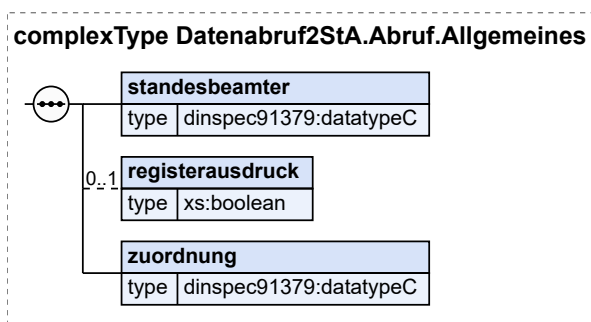 complexType Datenabruf2StA.Abruf.Allgemeines
standesbeamter
type dinspec91379:datatypeC
0..1 registerausdruck
type xs:boolean
zuordnung
type dinspec91379:datatypeC